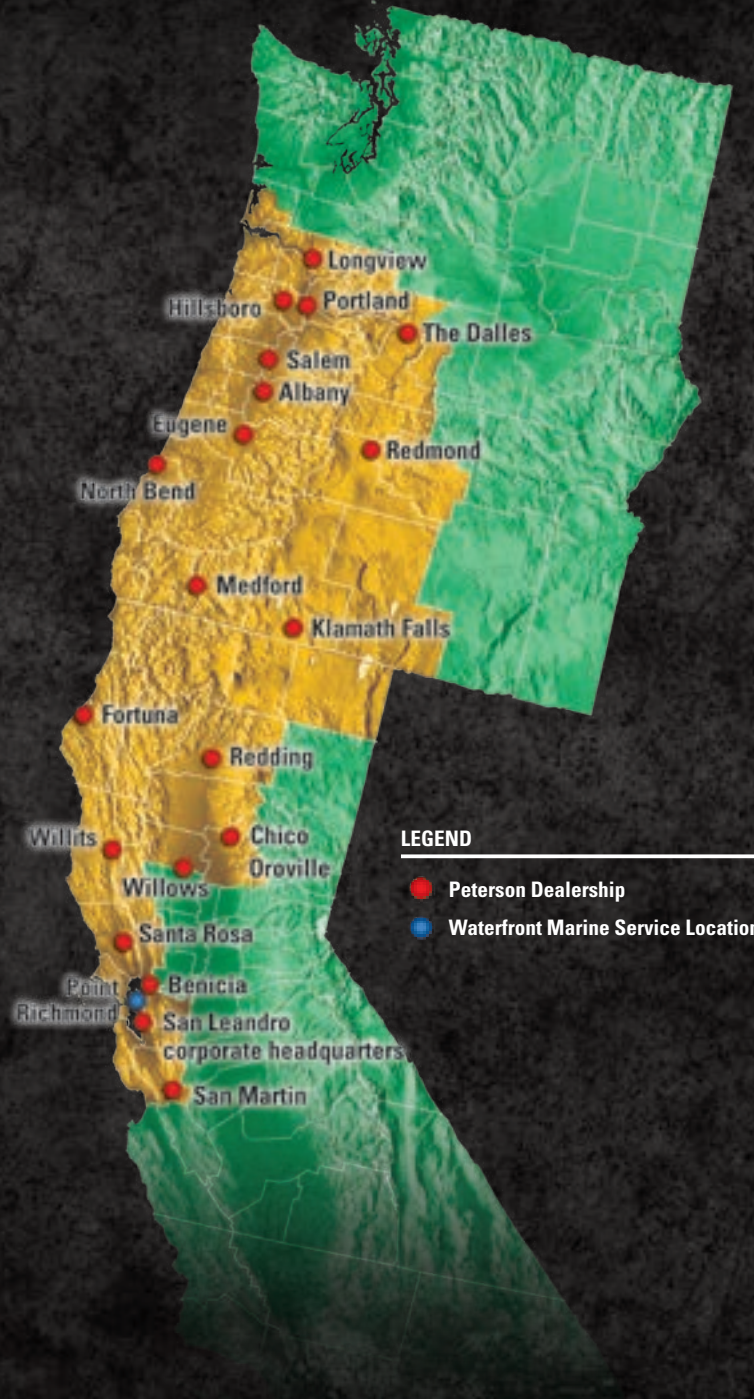 Longview
Hillsboro
Portland
The Dalles
Salem
Albany
Eugene
Redmond
North Bend
Medford
Klamath Falls
Fortuna
Redding
LEGEND
Willits
Chico
Oroville
Willows
Peterson Dealership
Waterfront Marine Service Location
Santa Rosa
Point
Richmond
Benicia
San Leandro
corporate headquarters
San Martin